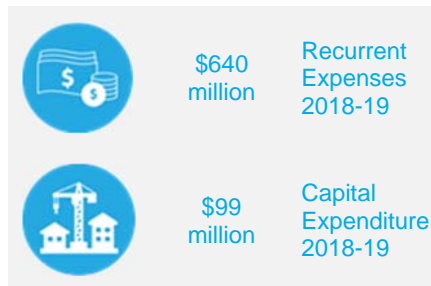 $640
million
Recurrent
Expenses
2018-19
$99
million
Capital
Expenditure
2018-19